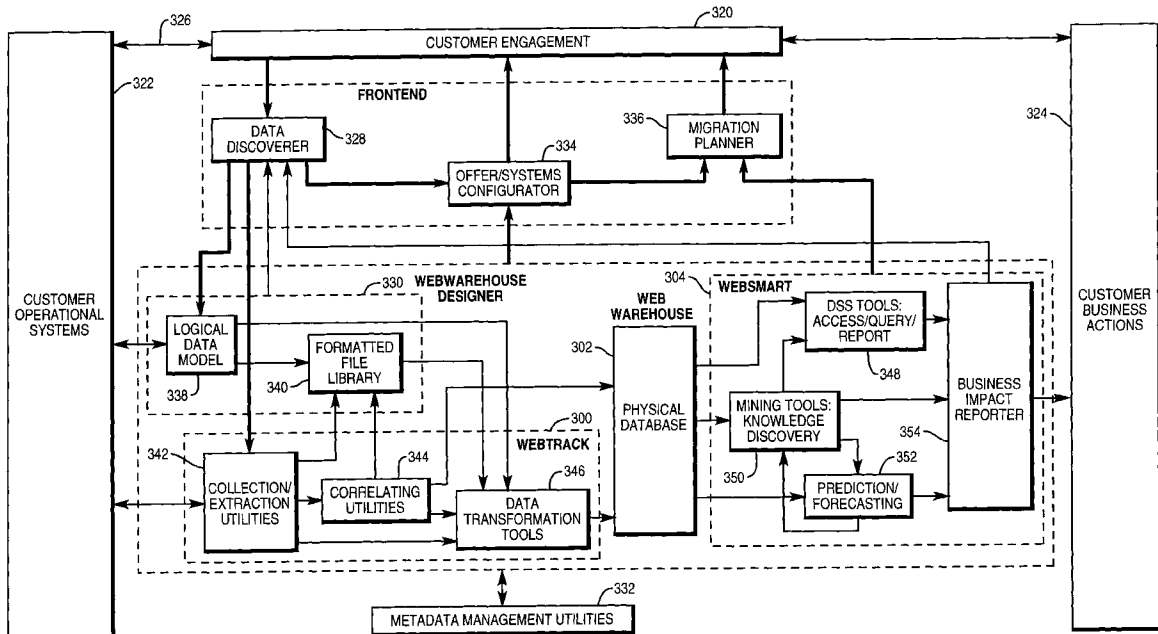 326
320
CUSTOMER ENGAGEMENT
322
FRONTEND
324
DATA
DISCOVERER
328
336
MIGRATION
PLANNER
334
OFFER/SYSTEMS
CONFIGURATOR
CUSTOMER
OPERATIONAL
SYSTEMS
CUSTOMER
BUSINESS
ACTIONS
WEBWAREHOUSE
DESIGNER
330
LOGICAL
DATA
MODEL
338
FORMATTED
FILE
LIBRARY
340
WEB
WAREHOUSE
302
PHYSICAL
DATABASE
304
WEBSMART
DSS TOOLS:
ACCESS/QUERY/
REPORT
348
MINING TOOLS:
KNOWLEDGE
DISCOVERY
350
352
PREDICTION/
FORECASTING
BUSINESS
IMPACT
REPORTER
354
300
WEBTRACK
342
COLLECTION/
EXTRACTION
UTILITIES
344
CORRELATING
UTILITIES
346
DATA
TRANSFORMATION
TOOLS
332
METADATA MANAGEMENT UTILITIES